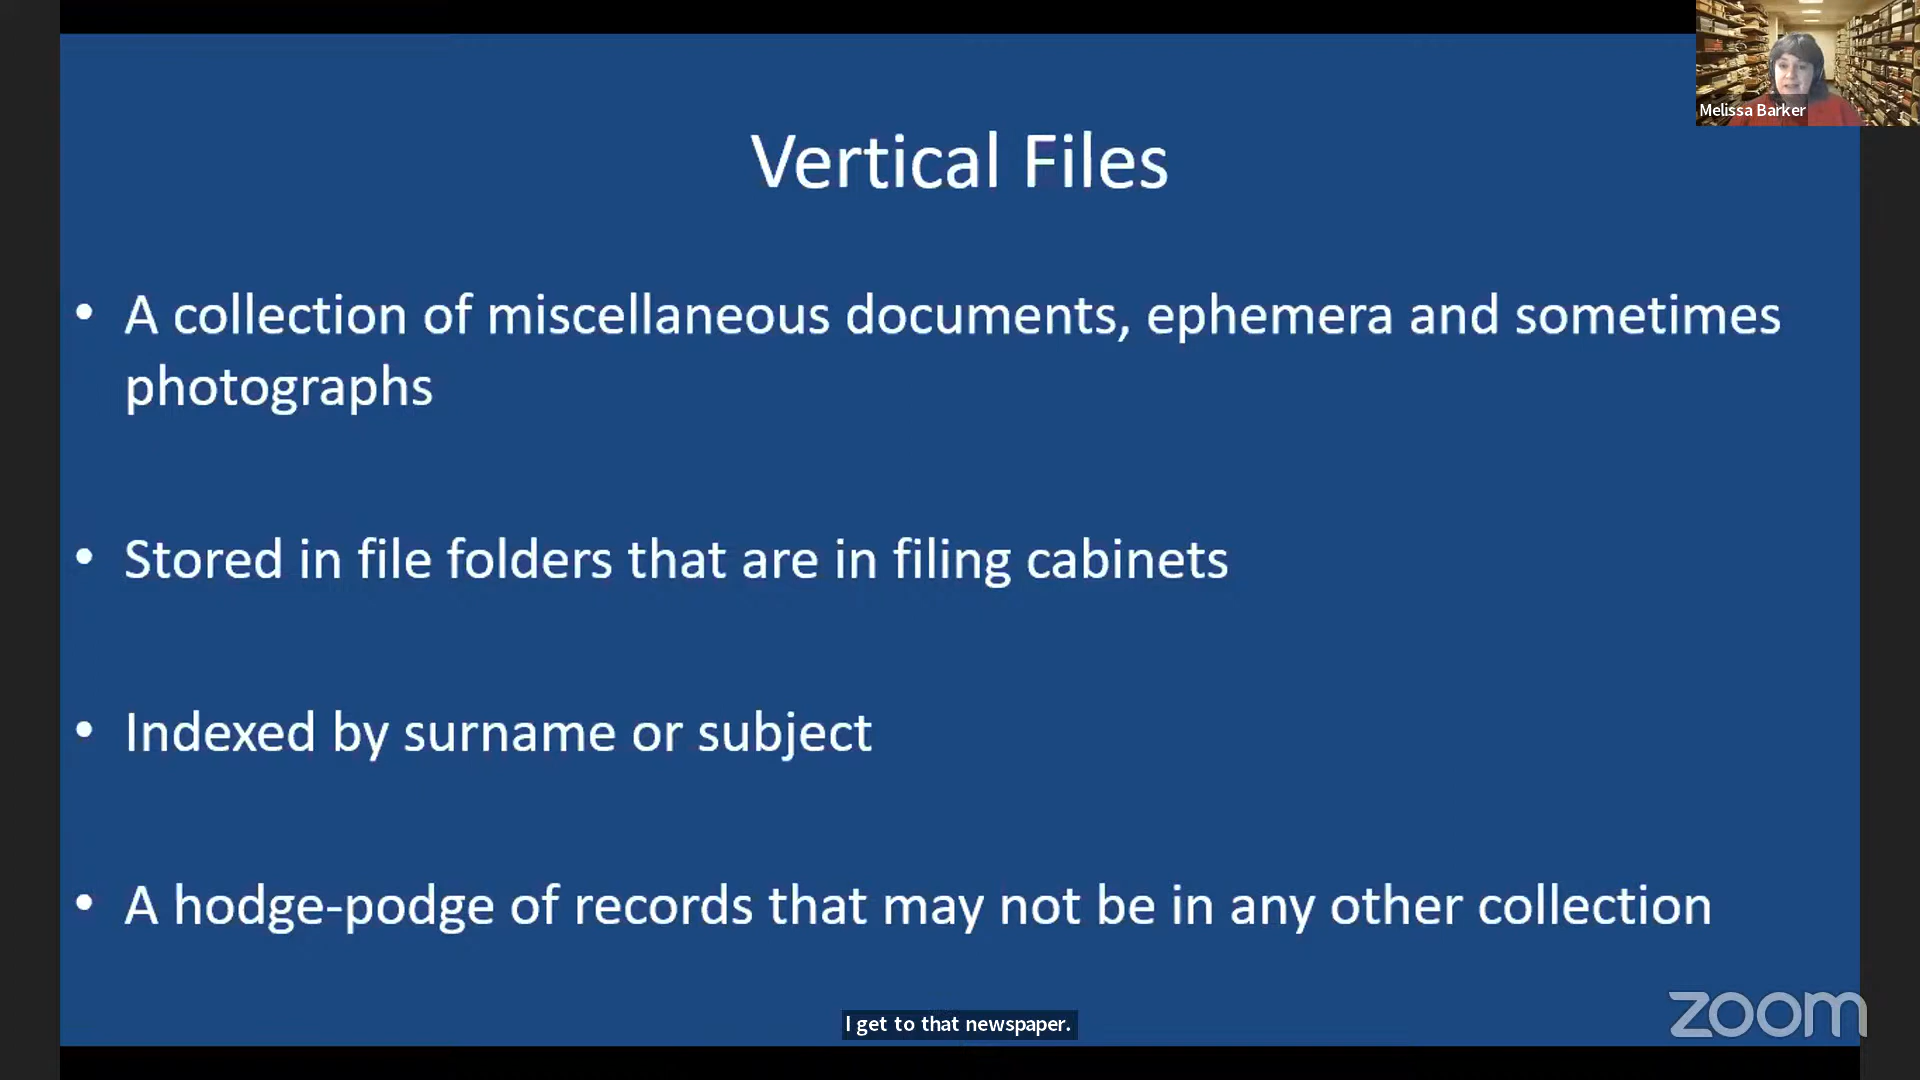 Melissa Barker
Vertical Files
• A collection of miscellaneous documents, ephemera and sometimes
photographs
• Stored in file folders that are in filing cabinets
• Indexed by surname or subject
• A hodge-podge of records that may not be in any other collection
I get to that newspaper.
zoom